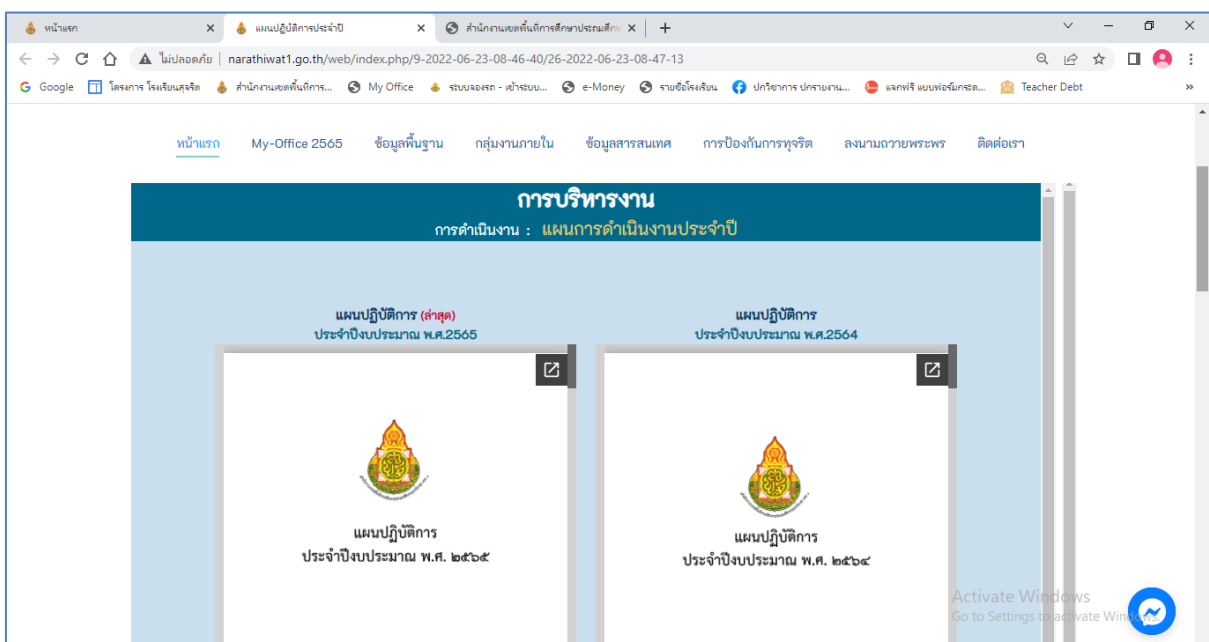 หน้าแรก
แผนปฏิบัติการประจำปี
สำนักงานเขตพื้นที่การศึกษาประถมศึก
ไม่ปลอดภัย | narathiwat1.go.th/web/index.php/9-2022-06-23-08-46-40/26-2022-06-23-08-47-13
Google โครงการ โรงเรียนสุจริต สำนักงานเขตพื้นที่การ... My Office ระบบจองรถ - เข้าระบบ... e-Money รายชื่อโรงเรียน ปกวิชาการ ปกรายงาน... แจกฟรี แบบฟอร์มกรอ... Teacher Debt »
หน้าแรก My-Office 2565 ข้อมูลพื้นฐาน กลุ่มงานภายใน ข้อมูลสารสนเทศ การป้องกันการทุจริต ลงนามถวายพระพร ติดต่อเรา
การบริหารงาน
การดำเนินงาน : แผนการดำเนินงานประจำปี
แผนปฏิบัติการ (ล่าสุด)
ประจำปีงบประมาณ พ.ศ.2565
แผนปฏิบัติการ
ประจำปีงบประมาณ พ.ศ.2564
แผนปฏิบัติการ
ประจำปีงบประมาณ พ.ศ. ๒๕๖๕
แผนปฏิบัติการ
ประจำปีงบประมาณ พ.ศ. ๒๕๖๔
Activate Windows
Go to Settings to activate Windows.